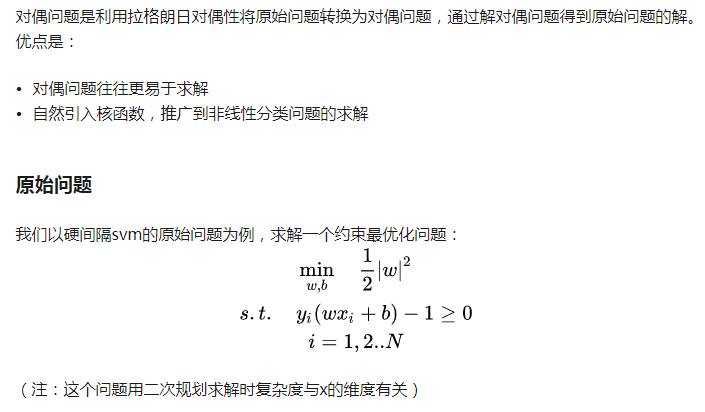 对偶问题是利用拉格朗日对偶性将原始问题转换为对偶问题，通过解对偶问题得到原始问题的解。
优点是：
• 对偶问题往往更易于求解
• 自然引入核函数，推广到非线性分类问题的求解
原始问题
我们以硬间隔svm的原始问题为例，求解一个约束最优化问题：
min_{w,b} \frac{1}{2}|w|^2
s.t. y_i(wx_i + b) − 1 ≥ 0
i = 1, 2..N
（注：这个问题用二次规划求解时复杂度与x的维度有关）